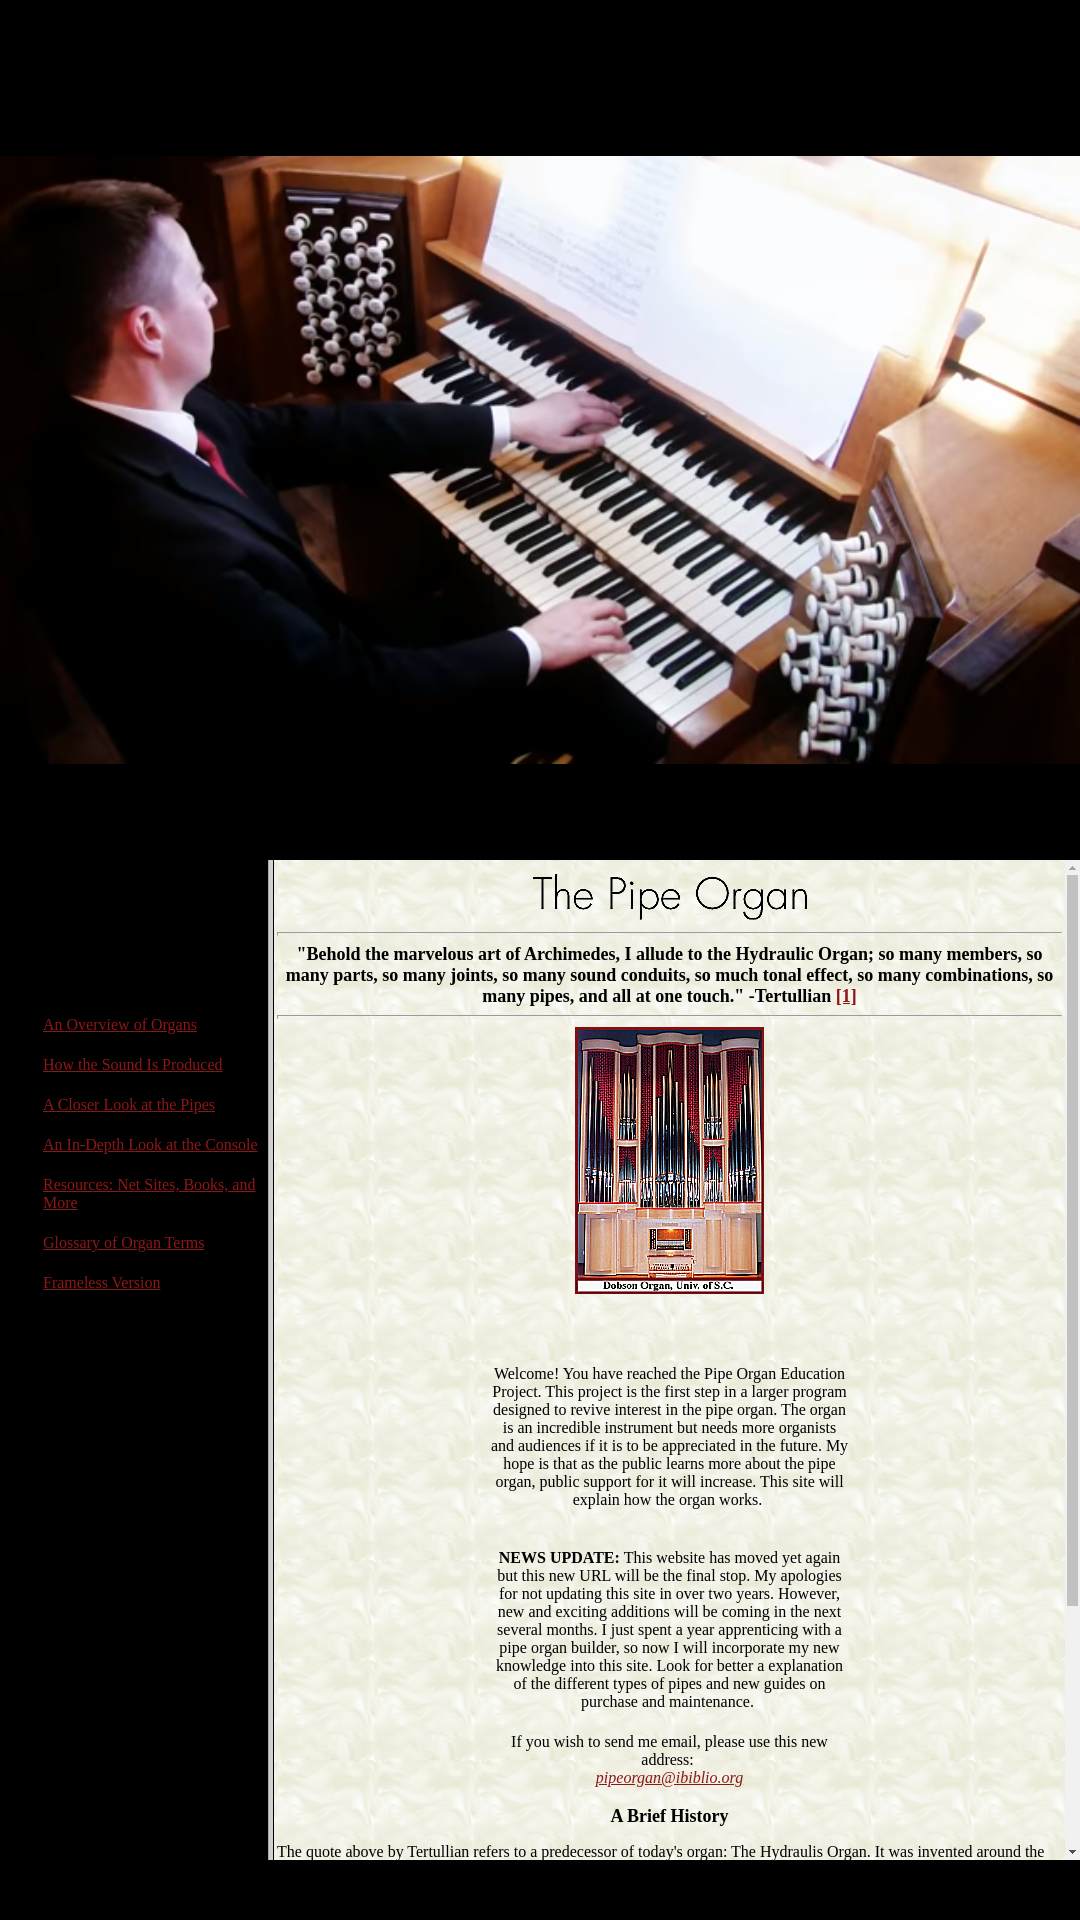 The Pipe Organ
"Behold the marvelous art of Archimedes, I allude to the Hydraulic Organ; so many members, so
many parts, so many joints, so many sound conduits, so much tonal effect, so many combinations, so
many pipes, and all at one touch." -Tertullian [1]
An Overview of Organs
How the Sound Is Produced
A Closer Look at the Pipes
An In-Depth Look at the Console
Resources: Net Sites, Books, and
More
Glossary of Organ Terms
Frameless Version
Dobson Organ, Univ. of S.C.
Welcome! You have reached the Pipe Organ Education
Project. This project is the first step in a larger program
designed to revive interest in the pipe organ. The organ
is an incredible instrument but needs more organists
and audiences if it is to be appreciated in the future. My
hope is that as the public learns more about the pipe
organ, public support for it will increase. This site will
explain how the organ works.
NEWS UPDATE: This website has moved yet again
but this new URL will be the final stop. My apologies
for not updating this site in over two years. However,
new and exciting additions will be coming in the next
several months. I just spent a year apprenticing with a
pipe organ builder, so now I will incorporate my new
knowledge into this site. Look for better a explanation
of the different types of pipes and new guides on
purchase and maintenance.
If you wish to send me email, please use this new
address:
pipeorgan@ibiblio.org
A Brief History
The quote above by Tertullian refers to a predecessor of today's organ: The Hydraulis Organ. It was invented around the